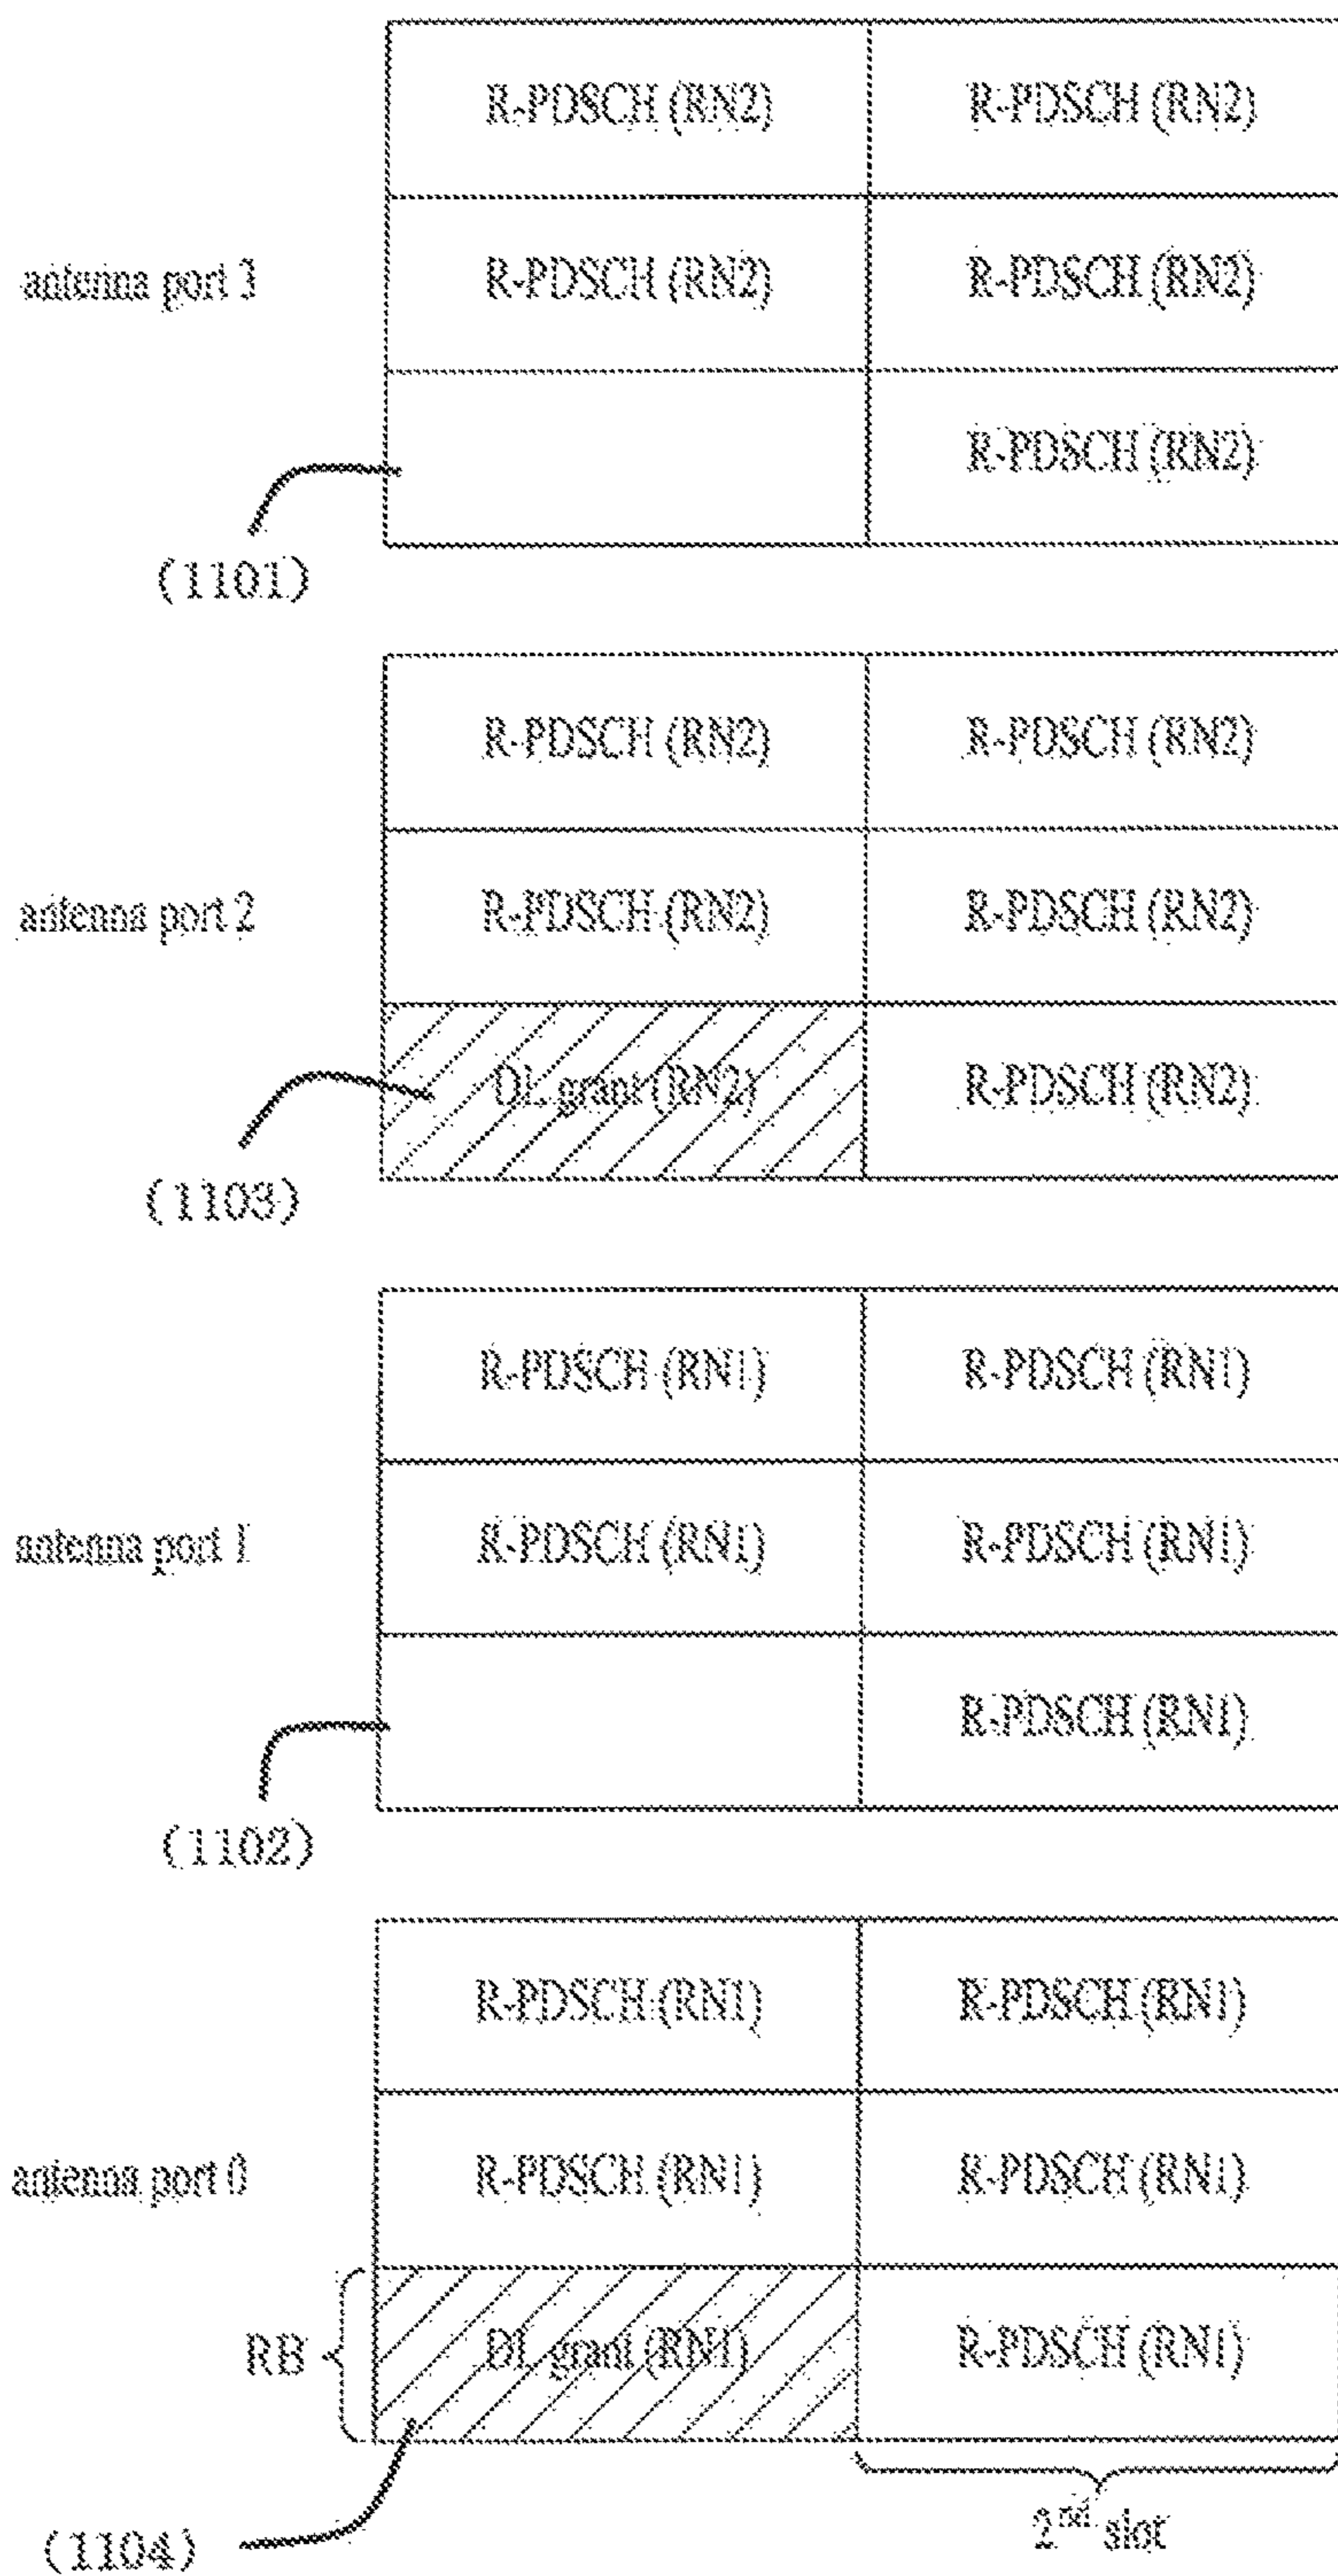 R-PDSCH (RN2) R-PDSCH (RN2)
antenna port 3 R-PDSCH (RN2) R-PDSCH (RN2)
R-PDSCH (RN2)
(1101)
R-PDSCH (RN2) R-PDSCH (RN2)
antenna port 2 R-PDSCH (RN2) R-PDSCH (RN2)
DL grant (RN2) R-PDSCH (RN2)
(1103)
R-PDSCH (RN1) R-PDSCH (RN1)
antenna port 1 R-PDSCH (RN1) R-PDSCH (RN1)
R-PDSCH (RN1)
(1102)
R-PDSCH (RN1) R-PDSCH (RN1)
antenna port 0 R-PDSCH (RN1) R-PDSCH (RN1)
RB DL grant (RN1) R-PDSCH (RN1)
2nd slot
(1104)